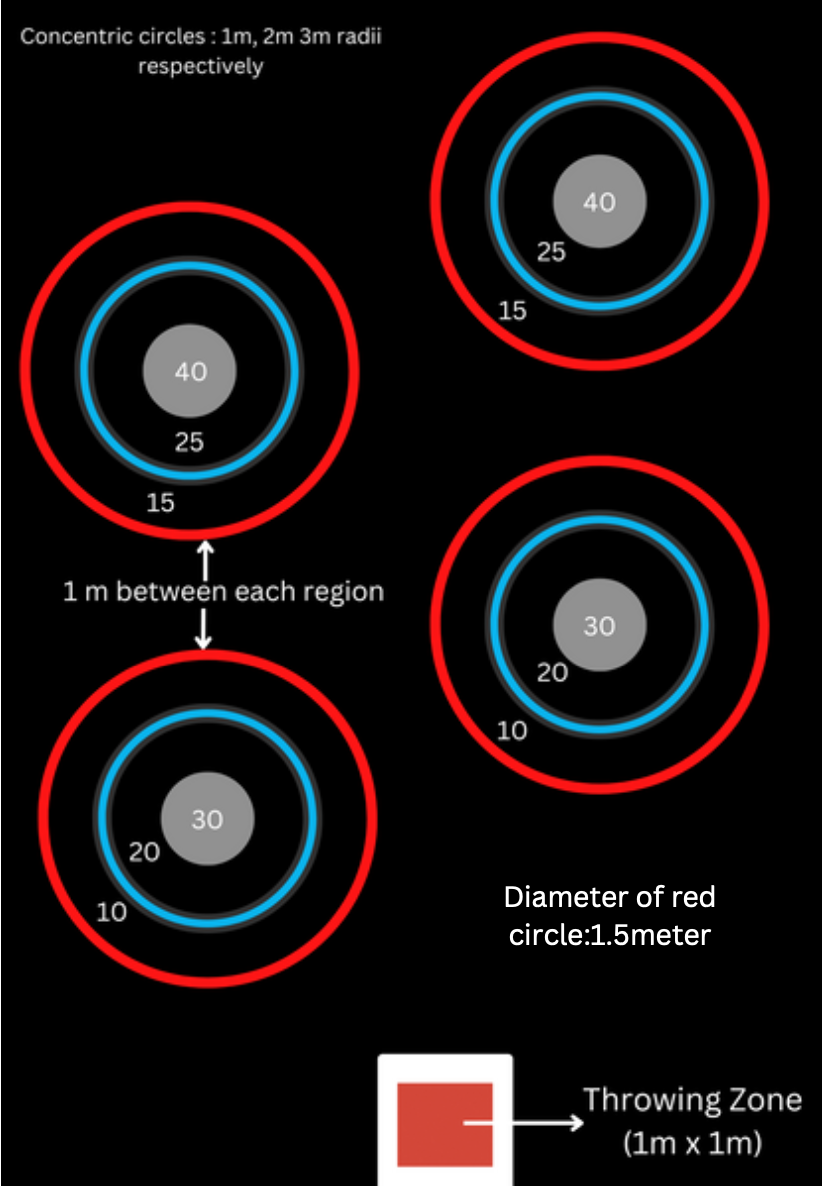 Concentric circles : 1m, 2m 3m radii
respectively
40
25
15
40
25
15
1 m between each region
30
20
10
30
20
10
Diameter of red
circle:1.5meter
Throwing Zone
(1m x 1m)